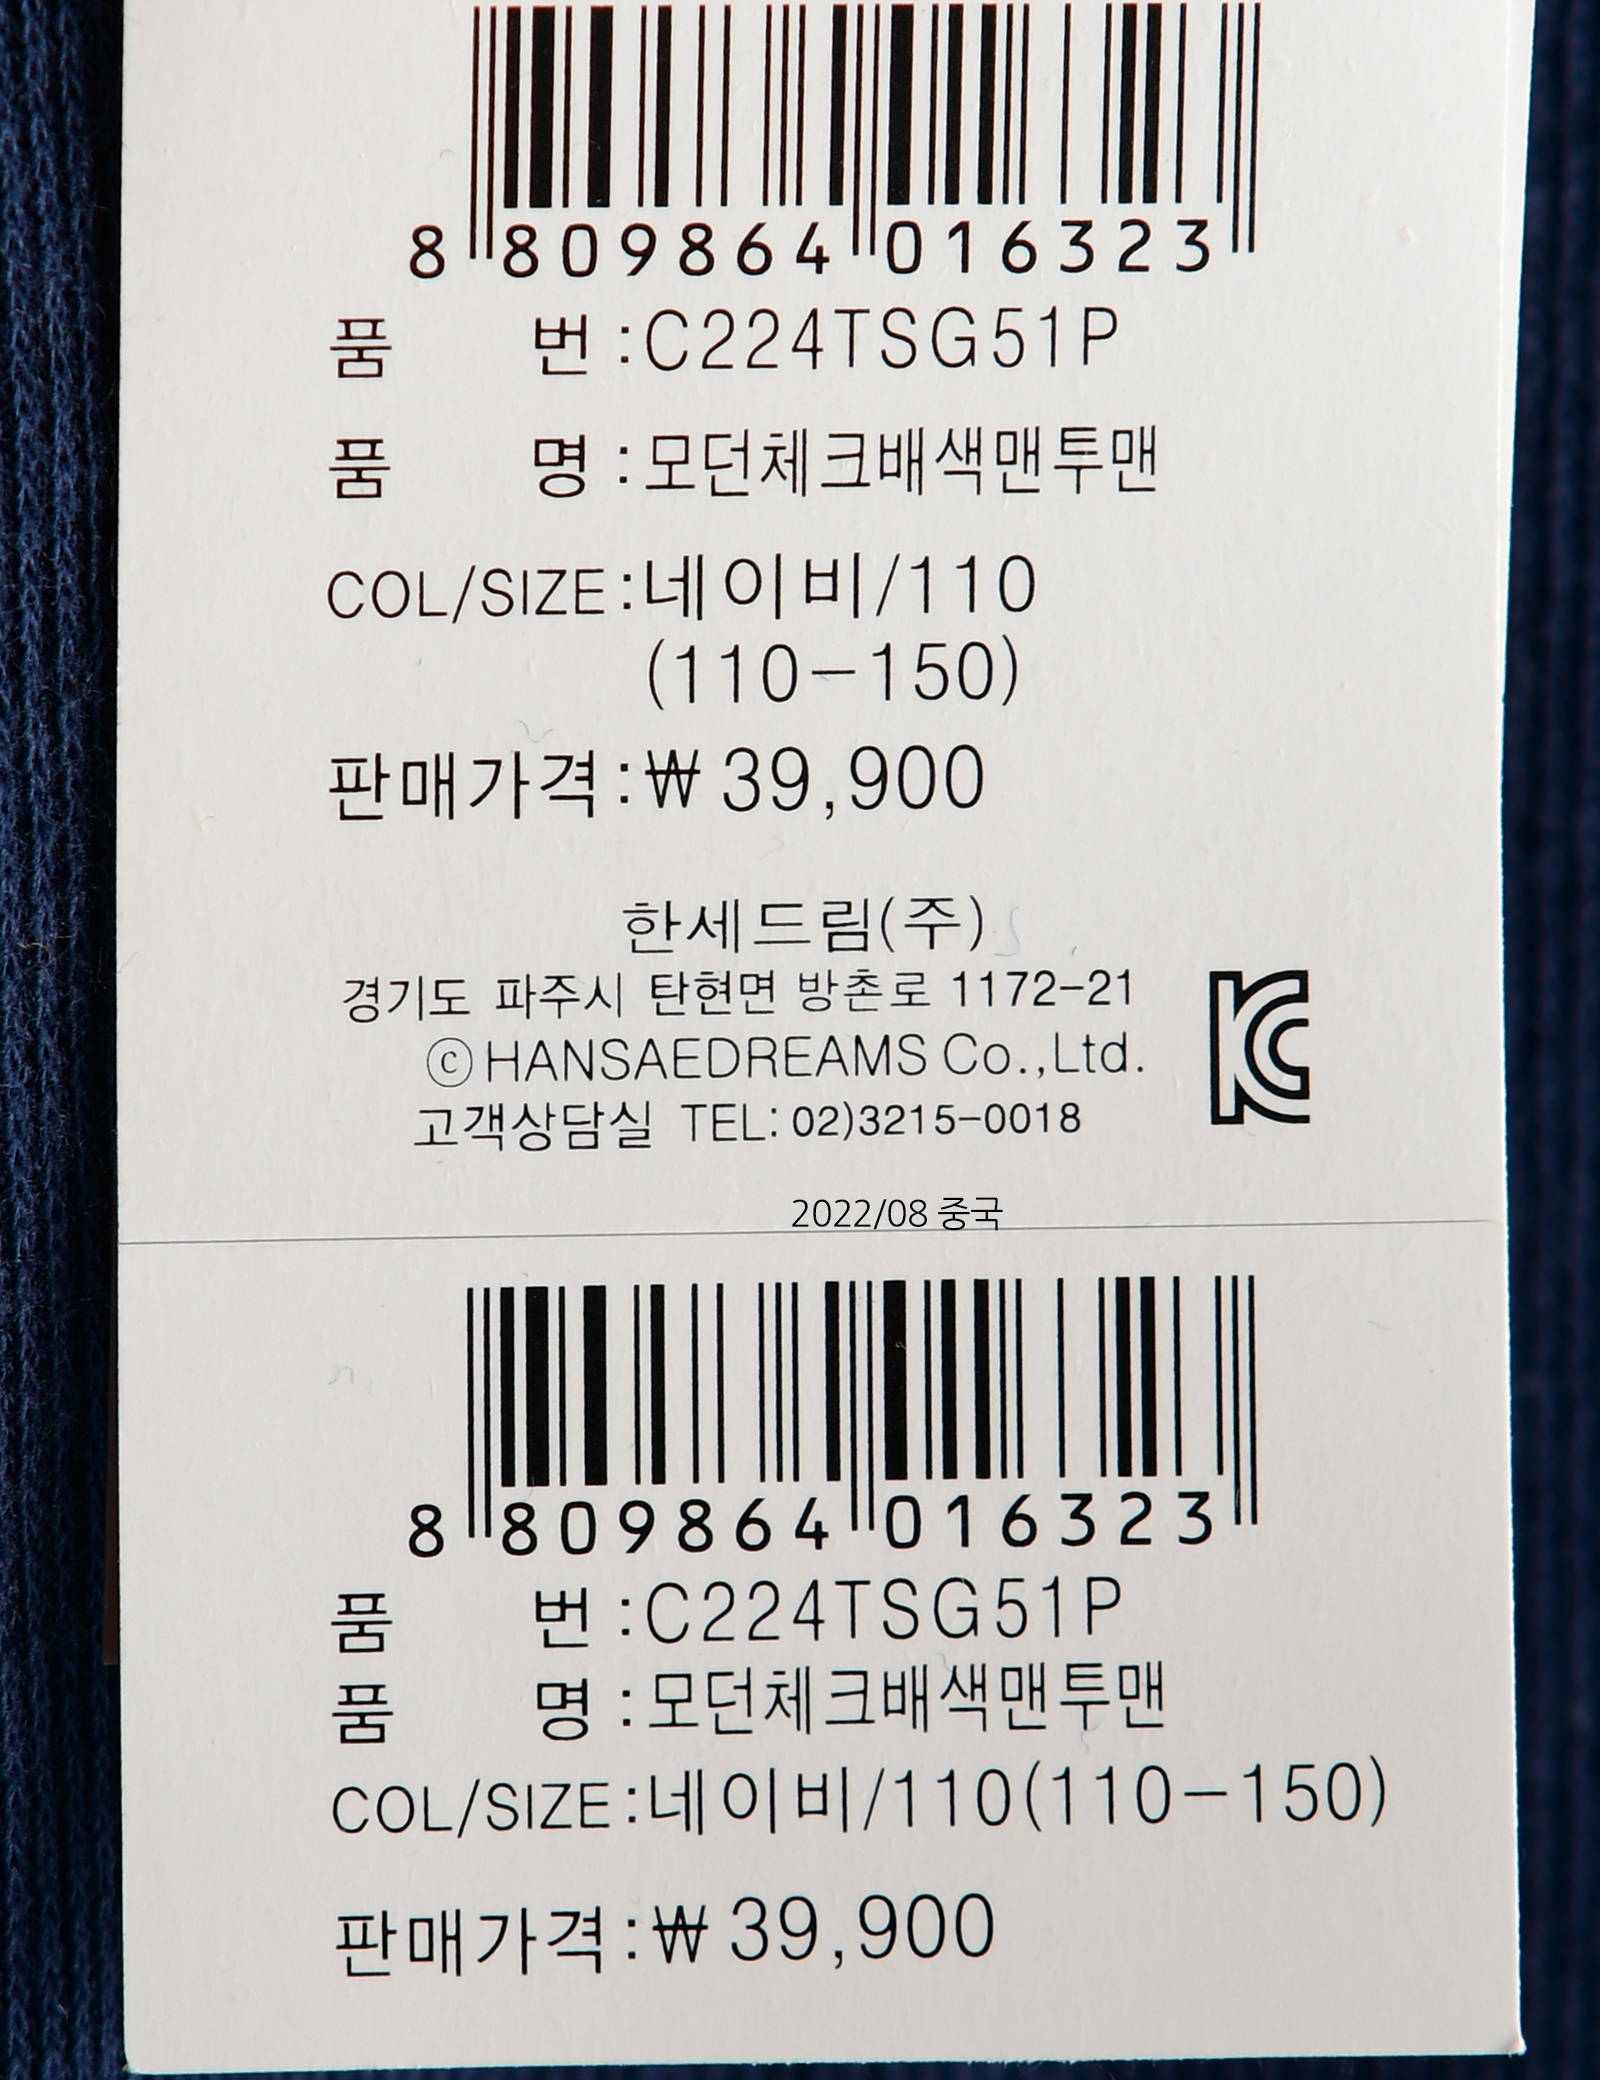 8 809864 016323
품 번 : C224TSG51P
품 명 : 모던체크배색맨투맨
COL/SIZE : 네이비/110
(110-150)
판매가격 : ₩ 39,900
한세드림(주)
경기도 파주시 탄현면 방촌로 1172-21
ⓒHANSAEDREAMS Co.,Ltd.
고객상담실 TEL: 02)3215-0018
KC
2022/08 중국
8 809864 016323
품 번 : C224TSG51P
품 명 : 모던체크배색맨투맨
COL/SIZE : 네이비/110(110-150)
판매가격 : ₩ 39,900